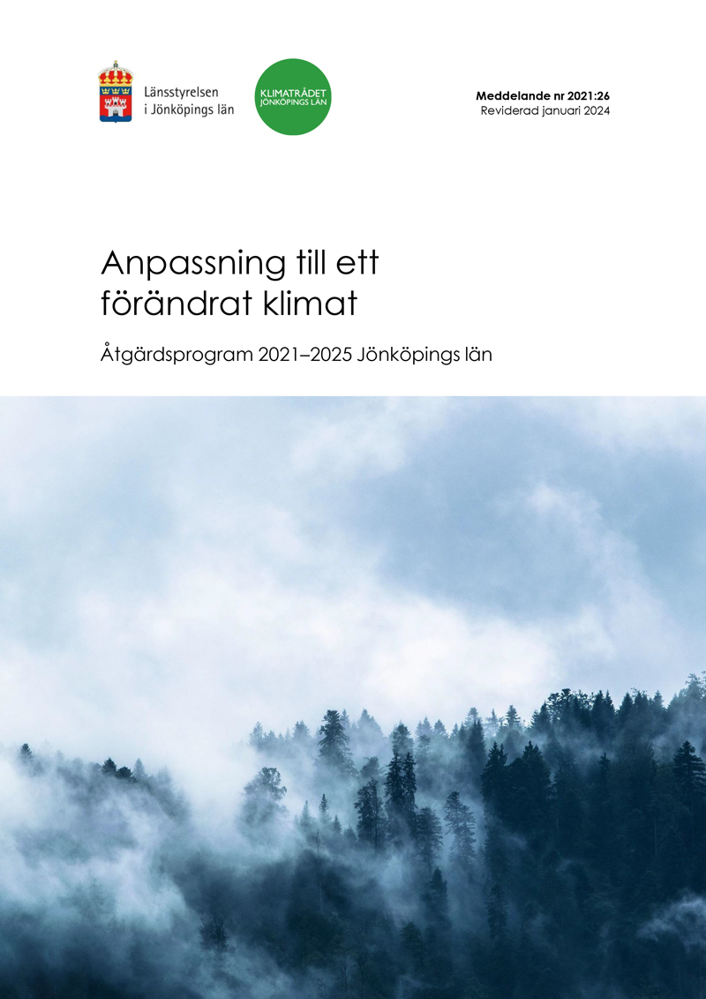 Länsstyrelsen
i Jönköpings län
KLIMATRÅDET
JÖNKÖPINGS LÄN
Meddelande nr 2021:26
Reviderad januari 2024
Anpassning till ett
förändrat klimat
Åtgärdsprogram 2021–2025 Jönköpings län